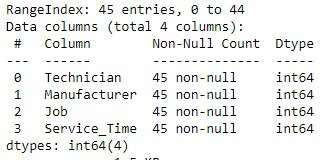 RangeIndex: 45 entries, 0 to 44
Data columns (total 4 columns):
 #   Column        Non-Null Count  Dtype
---  ------        --------------  -----
 0   Technician    45 non-null     int64
 1   Manufacturer  45 non-null     int64
 2   Job           45 non-null     int64
 3   Service_Time  45 non-null     int64
dtypes: int64(4)